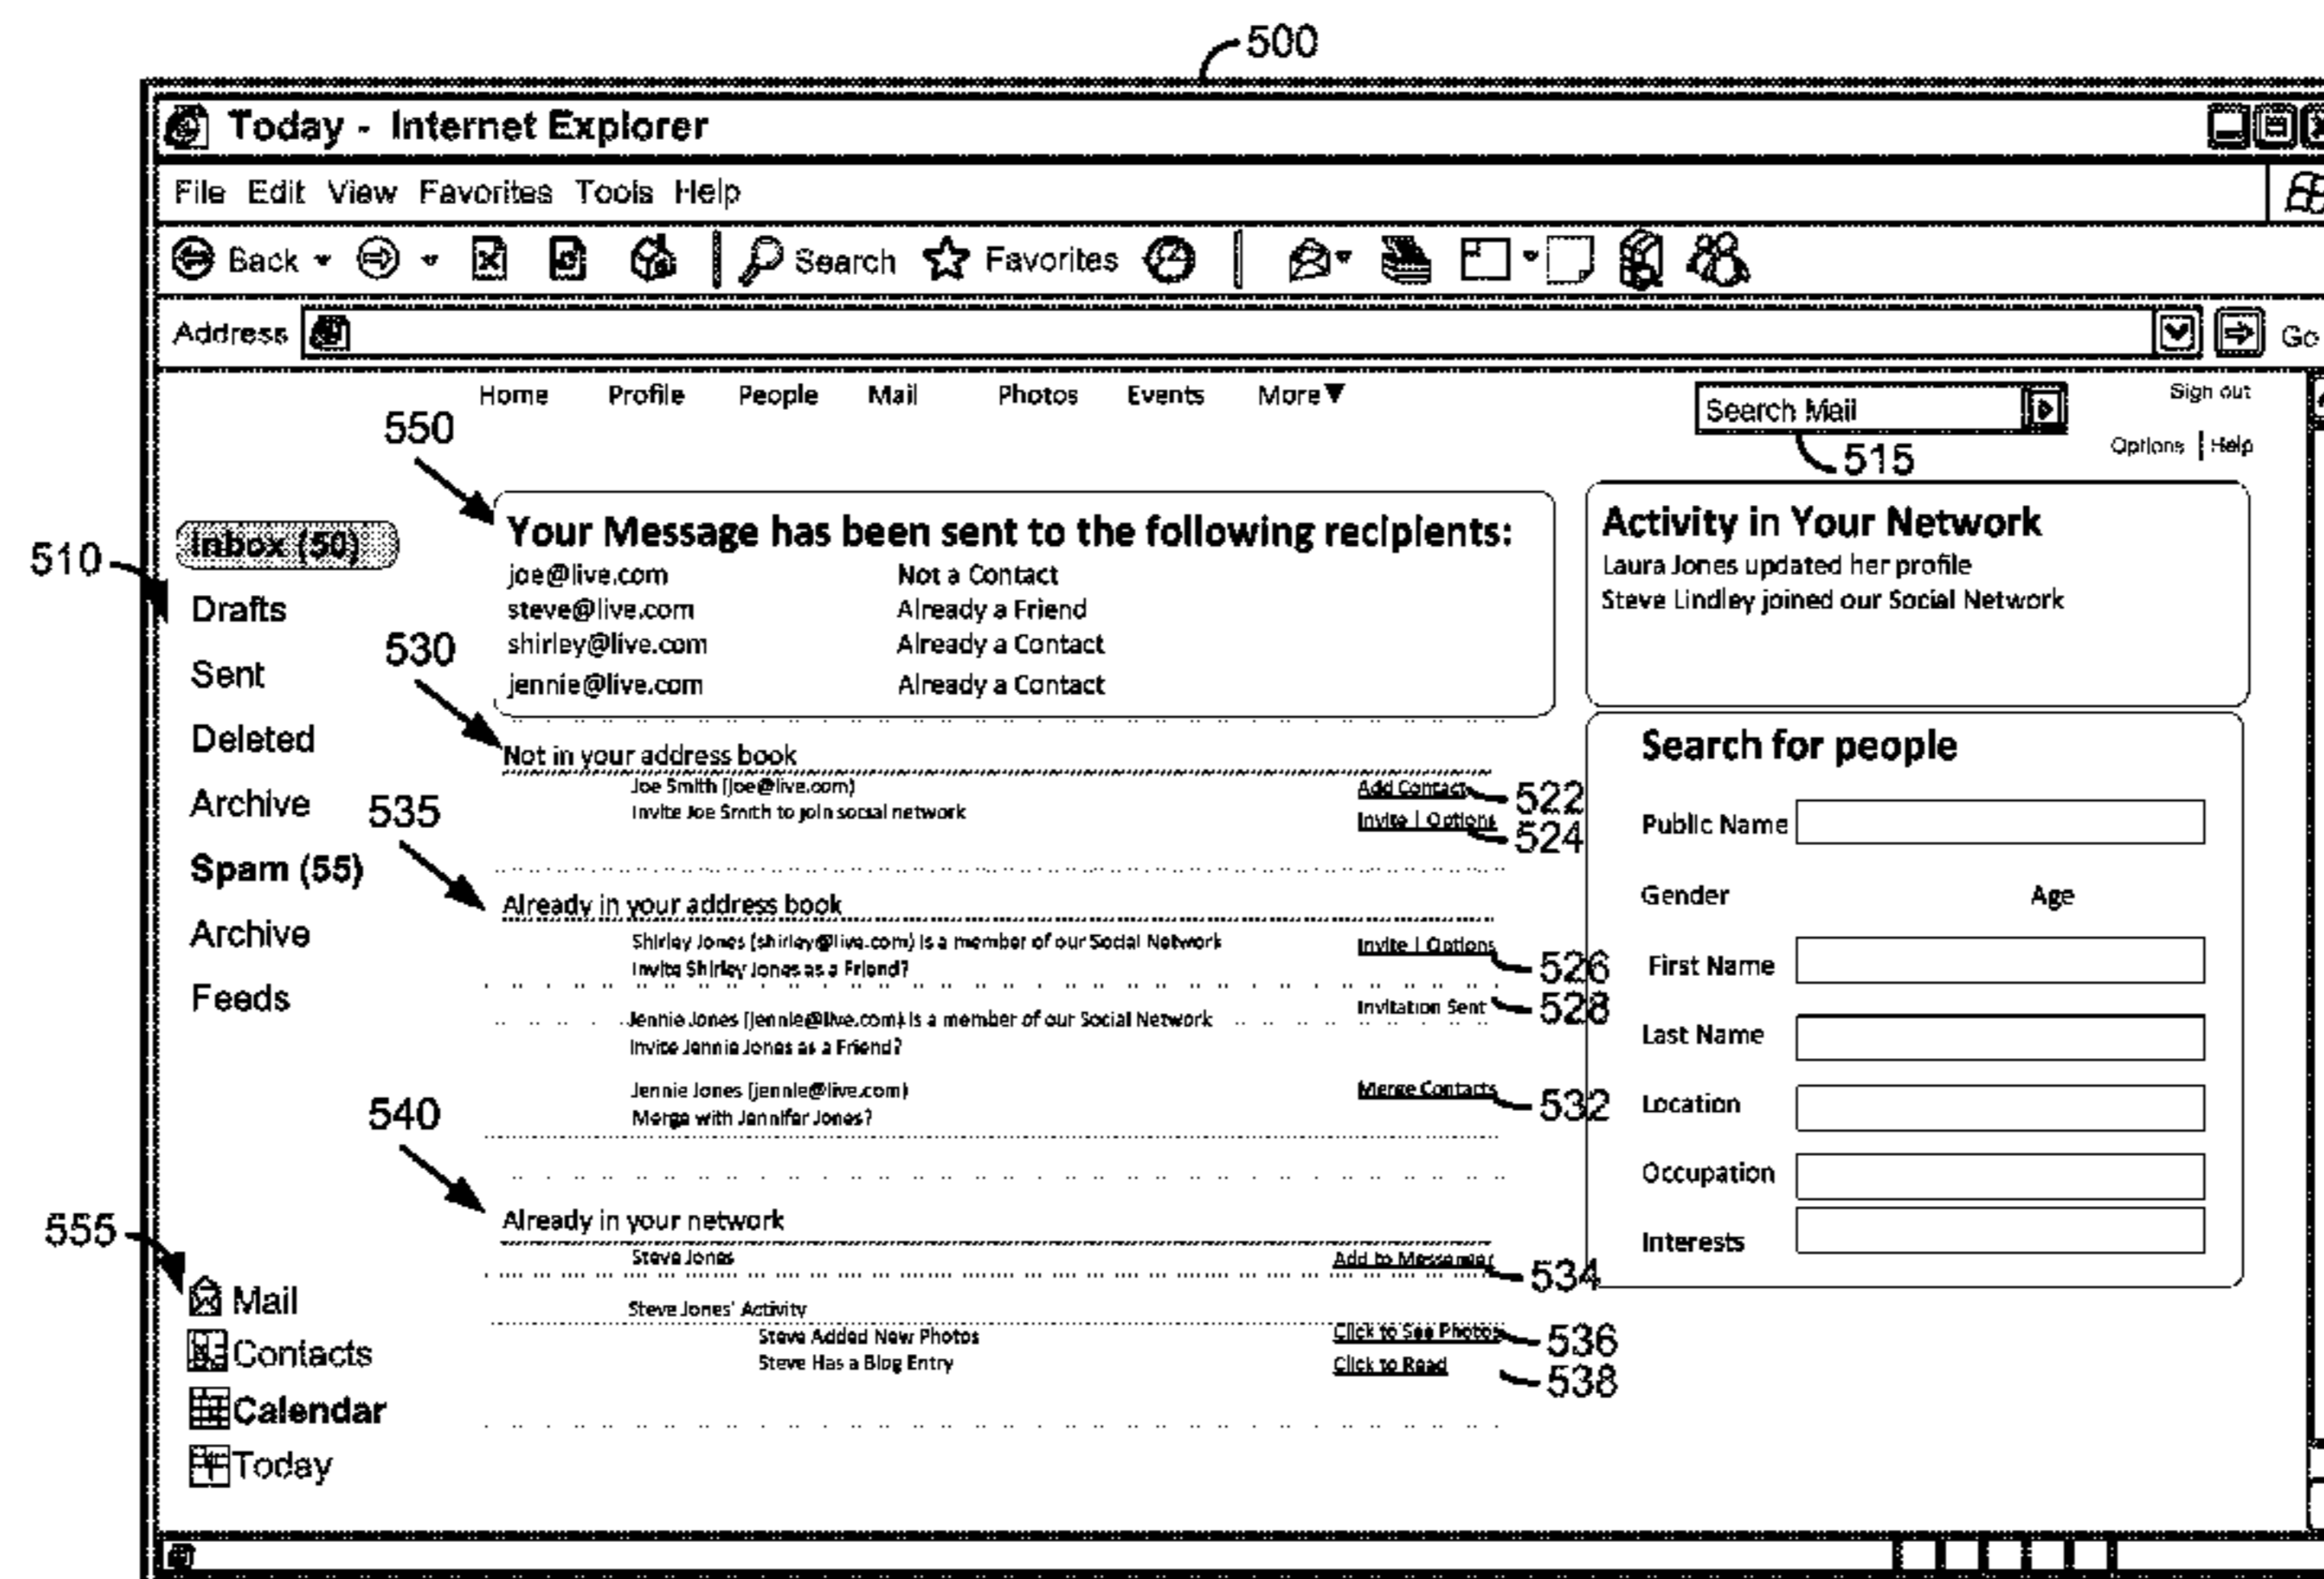 500
Today - Internet Explorer
File Edit View Favorites Tools Help
Back Search Favorites
Address Go
Home Profile People Mail Photos Events More▼
Search Mail
Sign out
515
Options | Help
550
510
Inbox (50)
Drafts
Sent
Deleted
Archive
Spam (55)
Archive
Feeds
Your Message has been sent to the following recipients:
joe@live.com Not a Contact
steve@live.com Already a Friend
shirley@live.com Already a Contact
jennie@live.com Already a Contact
530
Not in your address book
Joe Smith (joe@live.com) Add Contact 522
Invite Joe Smith to join social network Invite | Options 524
535
Already in your address book
Shirley Jones (shirley@live.com) is a member of our Social Network Invite | Options 526
Invite Shirley Jones as a Friend?
Jennie Jones (jennie@live.com) is a member of our Social Network Invitation Sent 528
Invite Jennie Jones as a Friend?
Jennie Jones (jennie@live.com) Merge Contacts 532
Merge with Jennifer Jones?
540
Already in your network
Steve Jones Add to Messenger 534
Steve Jones' Activity
Steve Added New Photos Click to See Photos 536
Steve Has a Blog Entry Click to Read 538
Activity in Your Network
Laura Jones updated her profile
Steve Lindley joined our Social Network
Search for people
Public Name
Gender Age
First Name
Last Name
Location
Occupation
Interests
555
Mail
Contacts
Calendar
Today